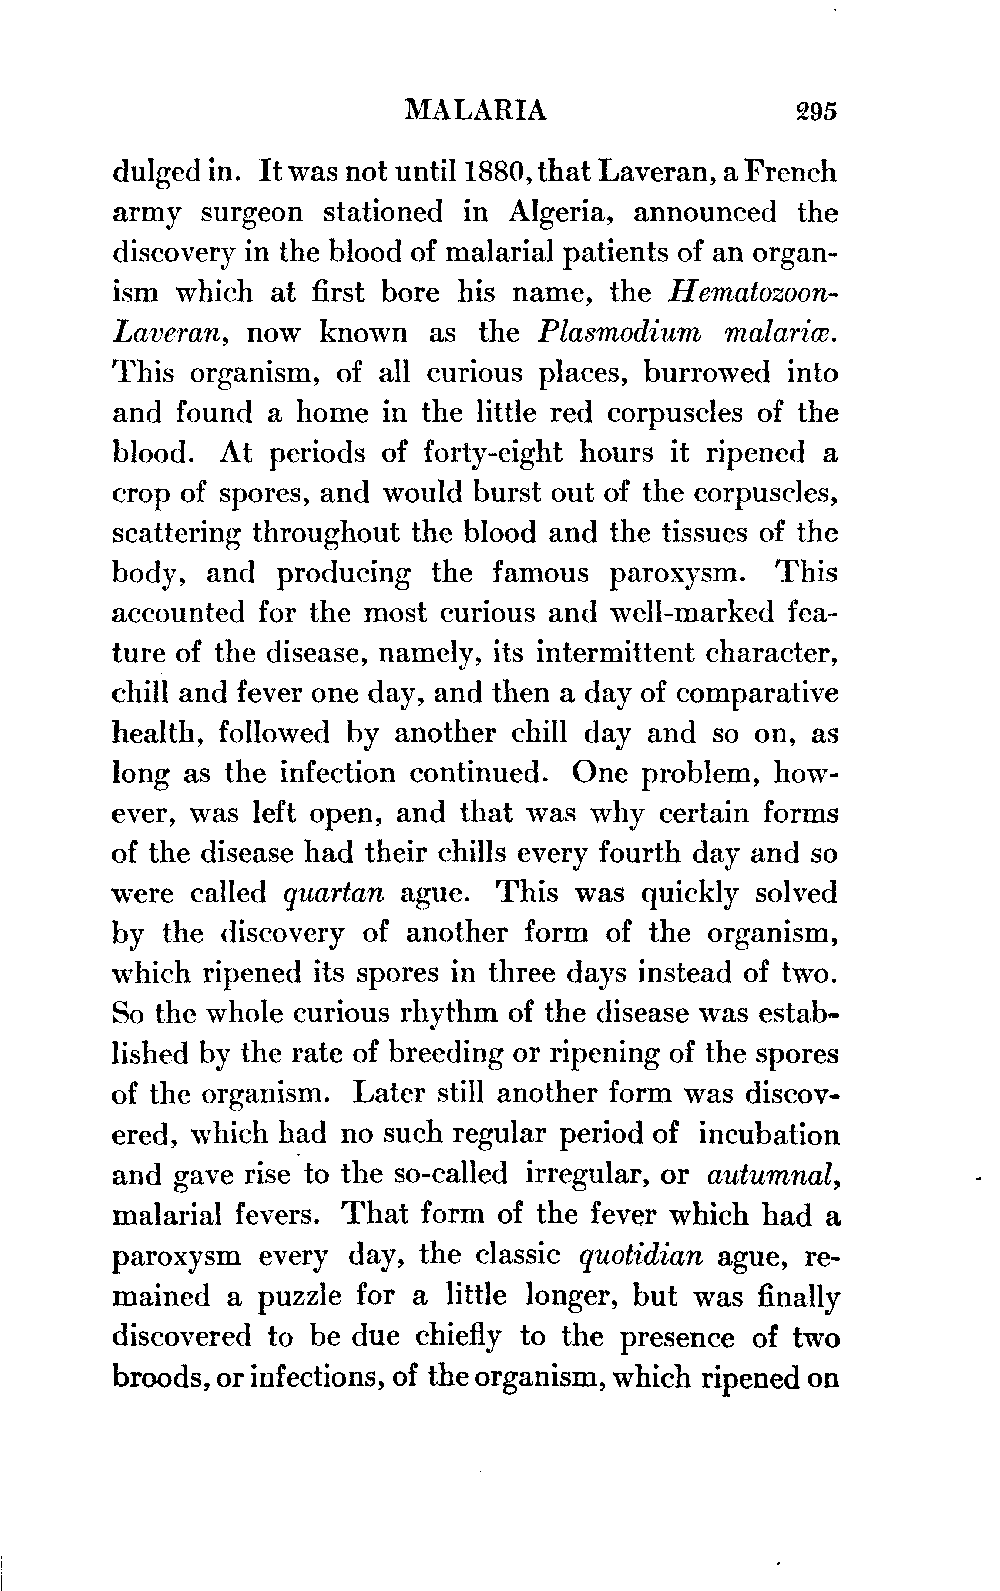 MALARIA 295
dulged in. It was not until 1880, that Laveran, a French
army surgeon stationed in Algeria, announced the
discovery in the blood of malarial patients of an organ-
ism which at first bore his name, the Hematozoon-
Laveran, now known as the Plasmodium malariæ.
This organism, of all curious places, burrowed into
and found a home in the little red corpuscles of the
blood. At periods of forty-eight hours it ripened a
crop of spores, and would burst out of the corpuscles,
scattering throughout the blood and the tissues of the
body, and producing the famous paroxysm. This
accounted for the most curious and well-marked fea-
ture of the disease, namely, its intermittent character,
chill and fever one day, and then a day of comparative
health, followed by another chill day and so on, as
long as the infection continued. One problem, how-
ever, was left open, and that was why certain forms
of the disease had their chills every fourth day and so
were called quartan ague. This was quickly solved
by the discovery of another form of the organism,
which ripened its spores in three days instead of two.
So the whole curious rhythm of the disease was estab-
lished by the rate of breeding or ripening of the spores
of the organism. Later still another form was discov-
ered, which had no such regular period of incubation
and gave rise to the so-called irregular, or autumnal,
malarial fevers. That form of the fever which had a
paroxysm every day, the classic quotidian ague, re-
mained a puzzle for a little longer, but was finally
discovered to be due chiefly to the presence of two
broods, or infections, of the organism, which ripened on